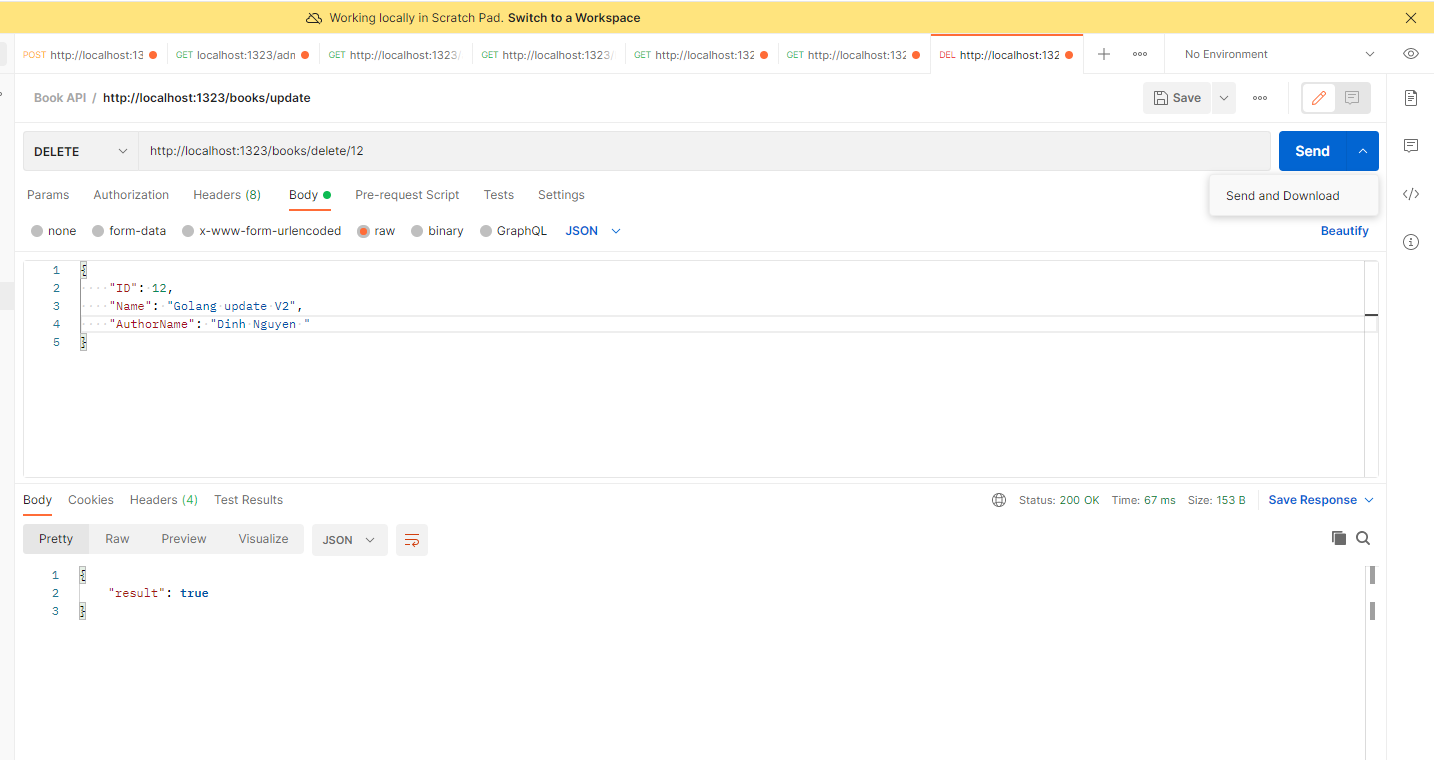 Working locally in Scratch Pad. Switch to a Workspace
POST http://localhost:13 GET localhost:1323/adn GET http://localhost:1323/ GET http://localhost:1323/ GET http://localhost:132 GET http://localhost:132 DEL http://localhost:132 No Environment
Book API / http://localhost:1323/books/update Save
DELETE http://localhost:1323/books/delete/12 Send
Params Authorization Headers (8) Body Pre-request Script Tests Settings Send and Download
none form-data x-www-form-urlencoded raw binary GraphQL JSON Beautify
1 {
2 "ID": 12,
3 "Name": "Golang update V2",
4 "AuthorName": "Dinh Nguyen "
5 }
Body Cookies Headers (4) Test Results Status: 200 OK Time: 67 ms Size: 153 B Save Response
Pretty Raw Preview Visualize JSON
1 {
2 "result": true
3 }